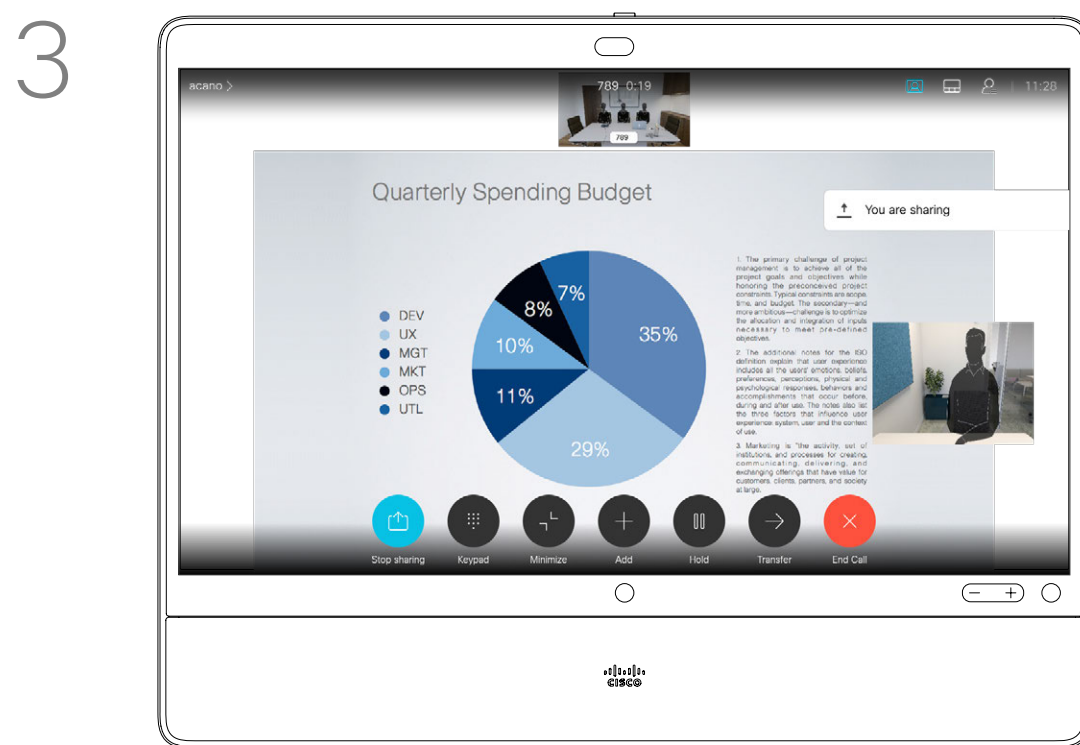 3
acano >
789 0:19
11:28
789
Quarterly Spending Budget
You are sharing
DEV
UX
MGT
MKT
OPS
UTL
35%
29%
11%
10%
8%
7%
1. The primary challenge of project
management is to achieve all of the
project goals and objectives while
honoring the preconceived project
constraints. Typical constraints are scope,
time, and budget. The secondary—and
more ambitious—challenge is to optimize
the allocation and integration of inputs
necessary to meet pre-defined
objectives.
2 The additional notes for the ISO
definition explain that user experience
includes all the users' emotions, beliefs,
preferences, perceptions, physical and
psychological responses, behaviors and
accomplishments that occur before,
during and after use. The notes also list
the three factors that influence user
experience: system, user and the context
of use.
3. Marketing is "the activity, set of
institutions, and processes for creating,
communicating, delivering, and
exchanging offerings that have value for
customers, clients, partners, and society
at large.
Stop sharing
Keypad
Minimize
Add
Hold
Transfer
End Call
CISCO